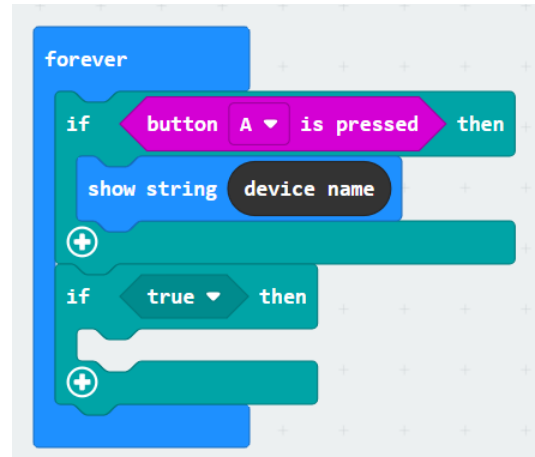 forever
if button A is pressed then
show string device name
if true then